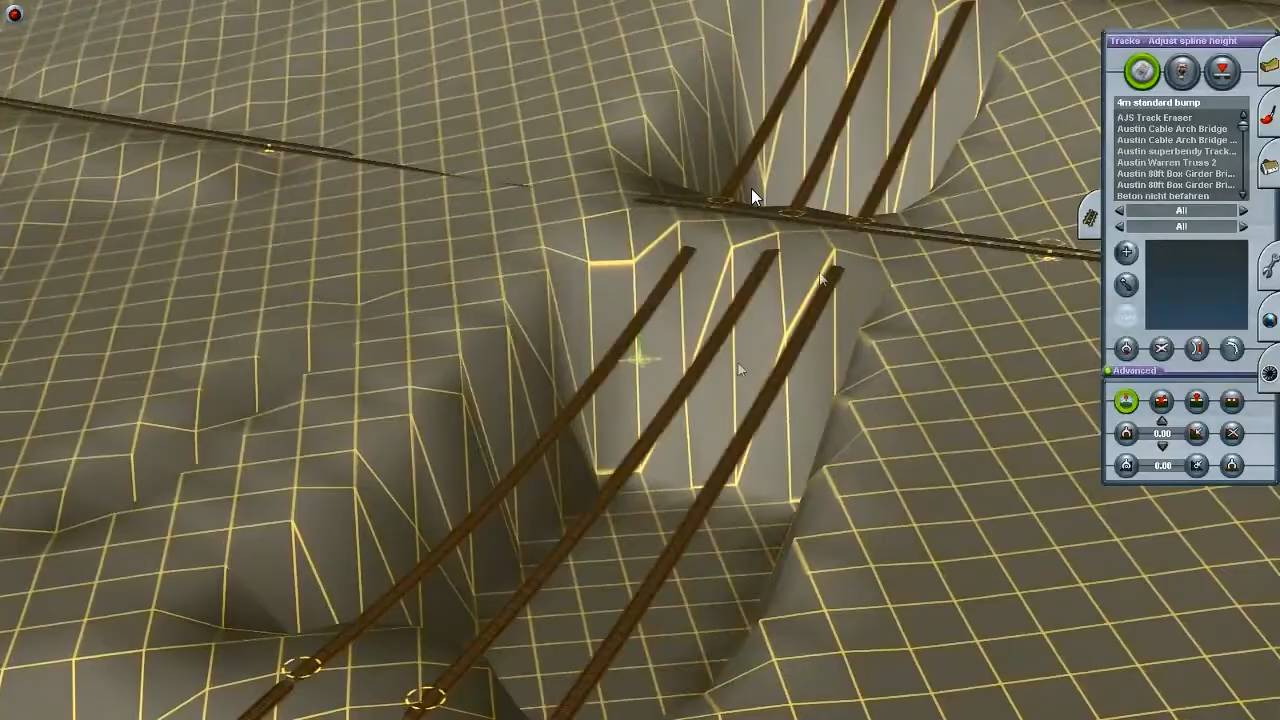 Tracks - Adjust spline height
4m standard bump
AJS Track Eraser
Austin Cable Arch Bridge
Austin Cable Arch Bridge ...
Austin superbendy Track...
Austin Warren Truss 2
Austin 80ft Box Girder Bri...
Austin 80ft Box Girder Bri...
Beton nicht befahren
All
All
Advanced
0.00
0.00